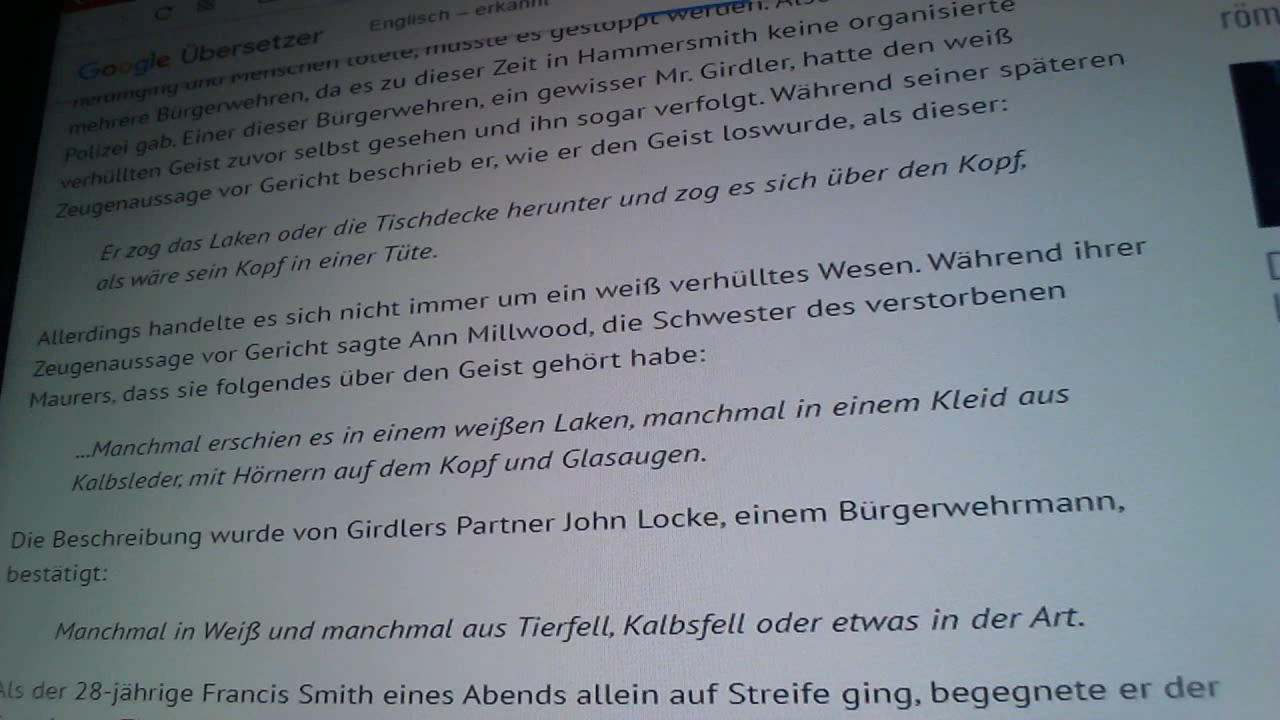 Englisch – erkannt
Google Übersetzer
röm
herumging und Menschen tötete, musste es gestoppt werden.
mehrere Bürgerwehren, da es zu dieser Zeit in Hammersmith keine organisierte
Polizei gab. Einer dieser Bürgerwehren, ein gewisser Mr. Girdler, hatte den weiß
verhüllten Geist zuvor selbst gesehen und ihn sogar verfolgt. Während seiner späteren
Zeugenaussage vor Gericht beschrieb er, wie er den Geist loswurde, als dieser:
Er zog das Laken oder die Tischdecke herunter und zog es sich über den Kopf,
als wäre sein Kopf in einer Tüte.
Allerdings handelte es sich nicht immer um ein weiß verhülltes Wesen. Während ihrer
Zeugenaussage vor Gericht sagte Ann Millwood, die Schwester des verstorbenen
Maurers, dass sie folgendes über den Geist gehört habe:
...Manchmal erschien es in einem weißen Laken, manchmal in einem Kleid aus
Kalbsleder, mit Hörnern auf dem Kopf und Glasaugen.
Die Beschreibung wurde von Girdlers Partner John Locke, einem Bürgerwehrmann,
bestätigt:
Manchmal in Weiß und manchmal aus Tierfell, Kalbsfell oder etwas in der Art.
Als der 28-jährige Francis Smith eines Abends allein auf Streife ging, begegnete er der